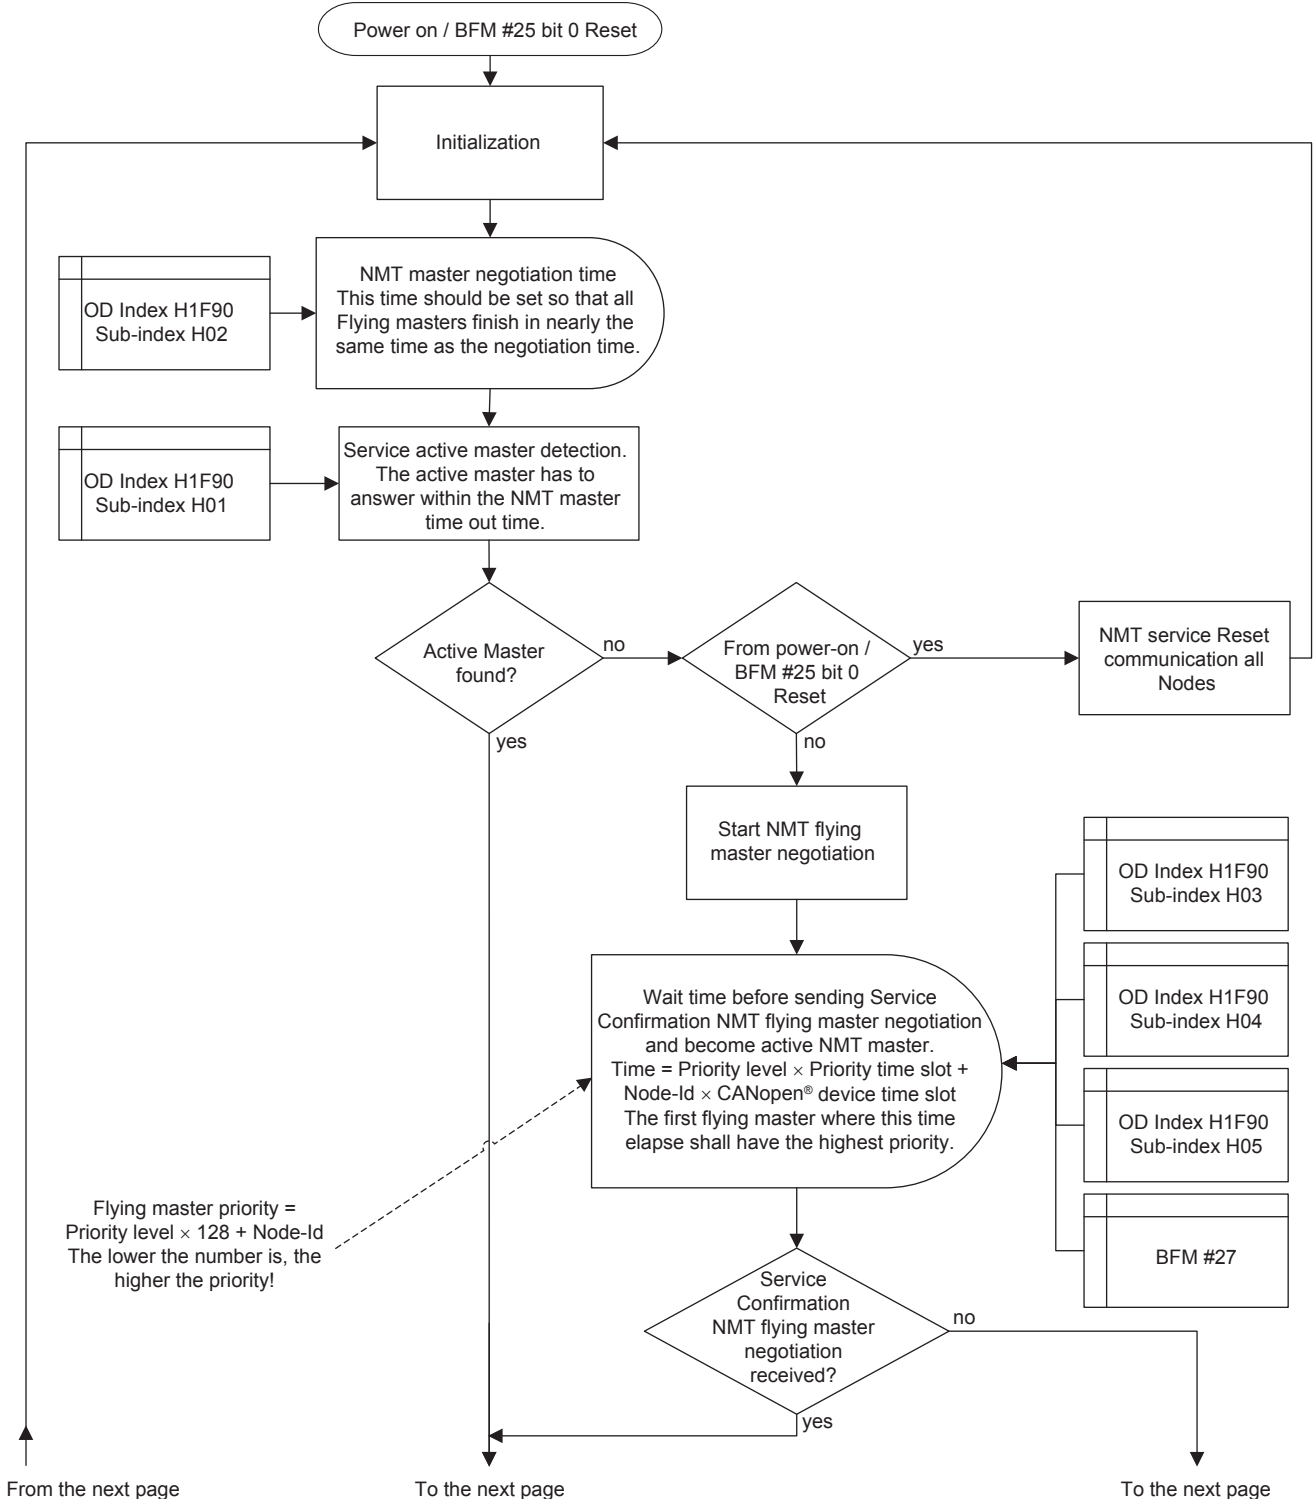 Power on / BFM #25 bit 0 Reset
Initialization
OD Index H1F90
Sub-index H02
NMT master negotiation time
This time should be set so that all
Flying masters finish in nearly the
same time as the negotiation time.
OD Index H1F90
Sub-index H01
Service active master detection.
The active master has to
answer within the NMT master
time out time.
Active Master
found?
no
yes
From power-on /
BFM #25 bit 0
Reset
yes
no
NMT service Reset
communication all
Nodes
Start NMT flying
master negotiation
OD Index H1F90
Sub-index H03
OD Index H1F90
Sub-index H04
OD Index H1F90
Sub-index H05
BFM #27
Wait time before sending Service
Confirmation NMT flying master negotiation
and become active NMT master.
Time = Priority level × Priority time slot +
Node-Id × CANopen® device time slot
The first flying master where this time
elapse shall have the highest priority.
Flying master priority =
Priority level × 128 + Node-Id
The lower the number is, the
higher the priority!
Service
Confirmation
NMT flying master
negotiation
received?
no
yes
From the next page
To the next page
To the next page